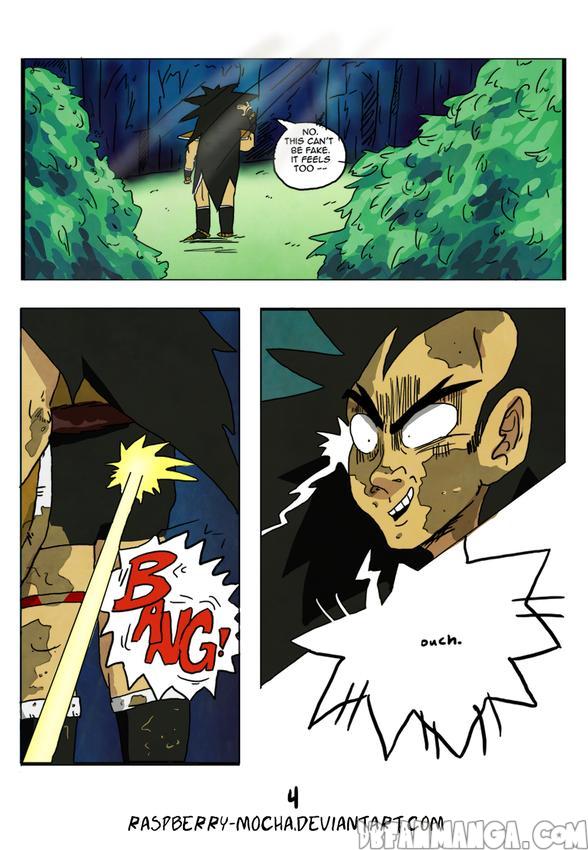 NO.
THIS CAN'T
BE FAKE.
IT FEELS
TOO --
BANG!
OUCH.
4
RASPBERRY-MOCHA.DEVIANTART.COM
DBFANMANGA.COM